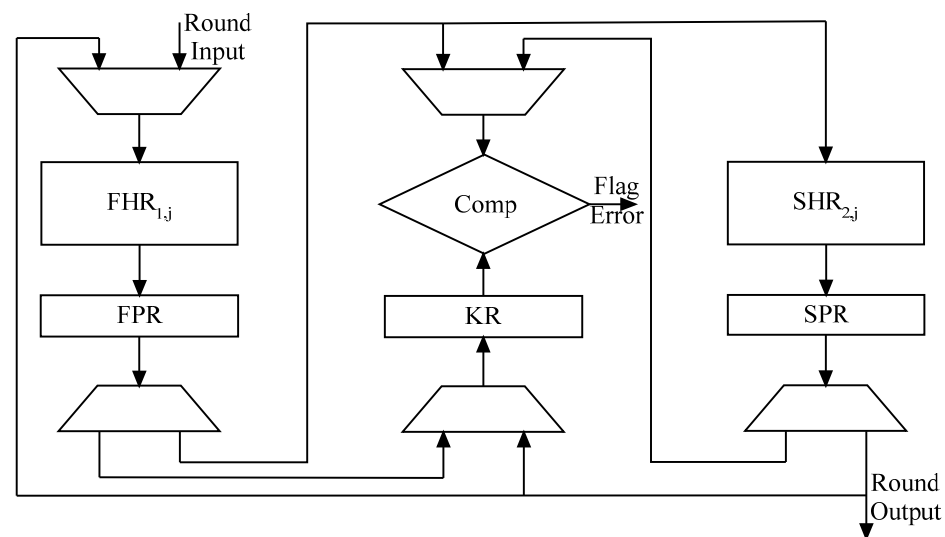 Round
Input
FHR1,j
Comp
Flag
Error
SHR2,j
FPR
KR
SPR
Round
Output